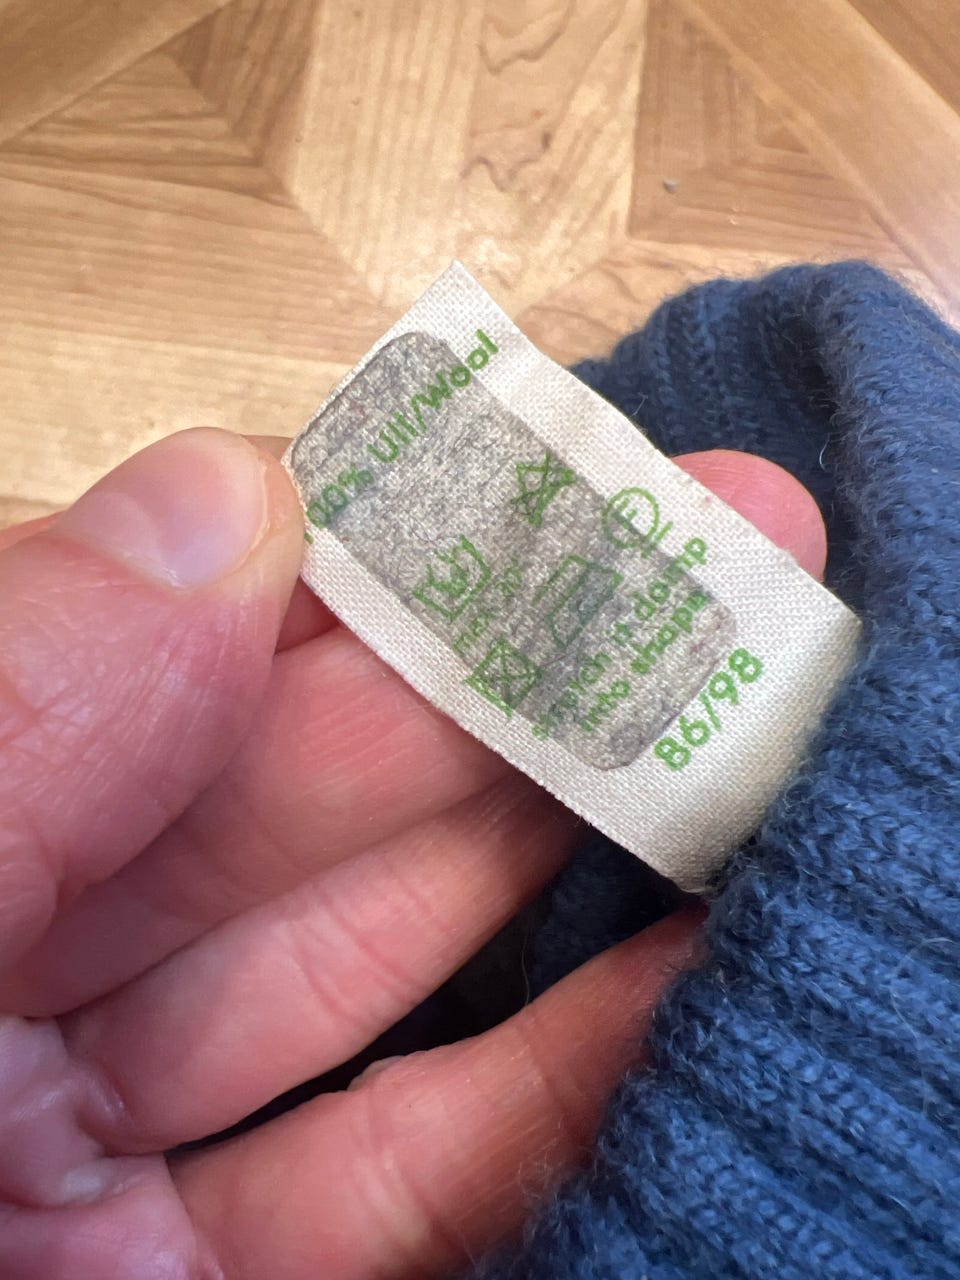 100% Ull/Wool
F
Stretch it damp
into shape
86/98